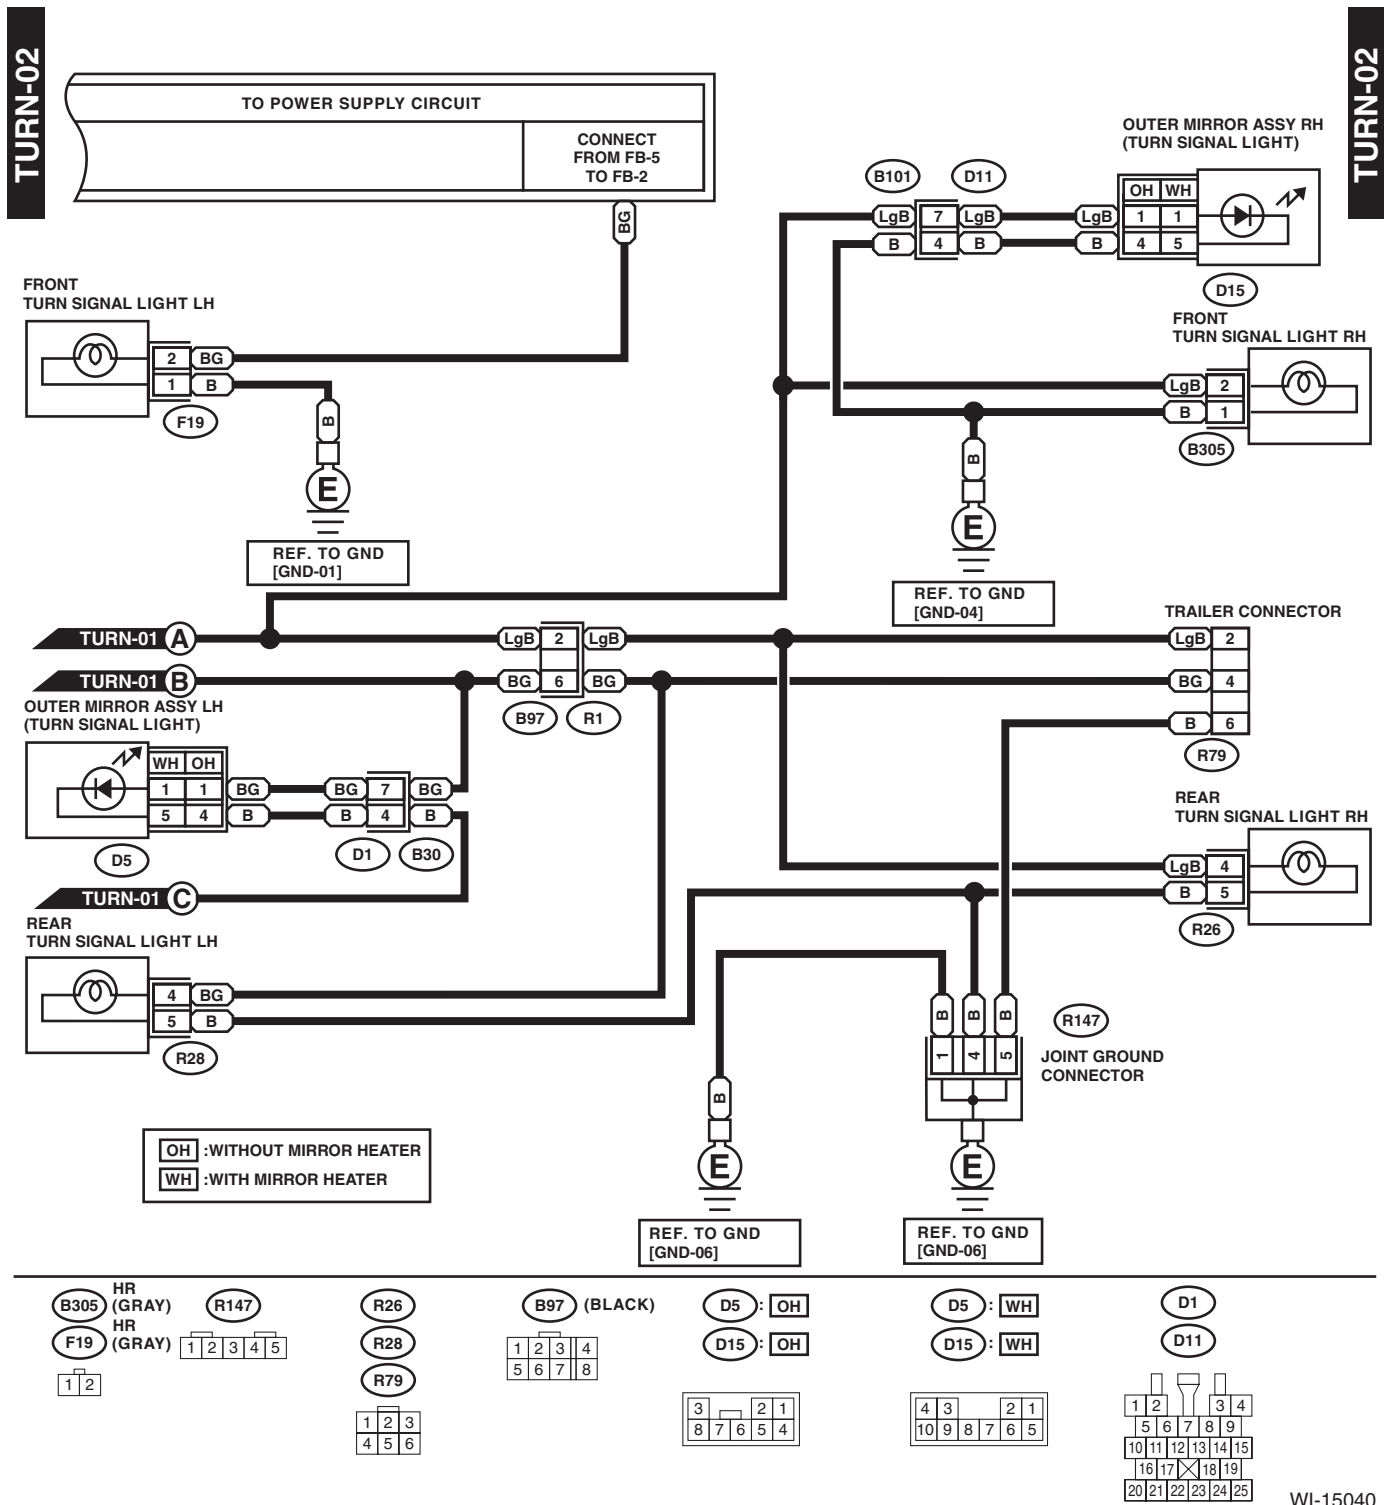 TURN-02
TURN-02
TO POWER SUPPLY CIRCUIT
CONNECT
FROM FB-5
TO FB-2
BG
OUTER MIRROR ASSY RH
(TURN SIGNAL LIGHT)
B101
D11
OH WH
LgB 7 LgB LgB 1 1
B 4 B B 4 5
D15
FRONT
TURN SIGNAL LIGHT LH
2 BG
1 B
F19
B
E
REF. TO GND
[GND-01]
FRONT
TURN SIGNAL LIGHT RH
LgB 2
B 1
B305
B
E
REF. TO GND
[GND-04]
TRAILER CONNECTOR
TURN-01 A
LgB 2 LgB
LgB 2
TURN-01 B
BG 6 BG
BG 4
B97
R1
B 6
R79
OUTER MIRROR ASSY LH
(TURN SIGNAL LIGHT)
WH OH
1 1 BG BG 7 BG
5 4 B B 4 B
D5
D1
B30
REAR
TURN SIGNAL LIGHT RH
LgB 4
B 5
R26
TURN-01 C
REAR
TURN SIGNAL LIGHT LH
4 BG
5 B
R28
B B B
1 4 5
R147
JOINT GROUND
CONNECTOR
B
E
E
REF. TO GND
[GND-06]
REF. TO GND
[GND-06]
OH :WITHOUT MIRROR HEATER
WH :WITH MIRROR HEATER
B305 HR
(GRAY)
F19 HR
(GRAY)
1 2
R147
1 2 3 4 5
R26
R28
R79
1 2 3
4 5 6
B97 (BLACK)
1 2 3 4
5 6 7 8
D5 : OH
D15 : OH
3 2 1
8 7 6 5 4
D5 : WH
D15 : WH
4 3 2 1
10 9 8 7 6 5
D1
D11
1 2 3 4
5 6 7 8 9
10 11 12 13 14 15
16 17 18 19
20 21 22 23 24 25
WI-15040